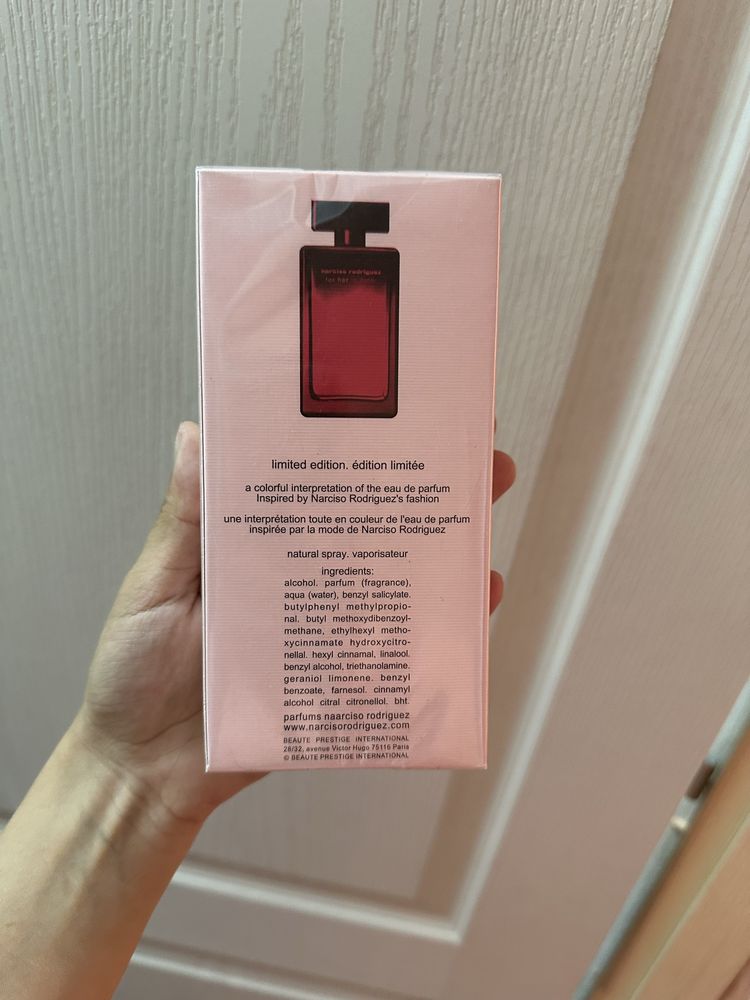 narciso rodriguez
for her
limited edition. édition limitée
a colorful interpretation of the eau de parfum
Inspired by Narciso Rodriguez's fashion
une interprétation toute en couleur de l'eau de parfum
inspirée par la mode de Narciso Rodriguez
natural spray. vaporisateur
ingredients:
alcohol. parfum (fragrance),
aqua (water), benzyl salicylate.
butylphenyl methylpropio-
nal. butyl methoxydibenzoyl-
methane, ethylhexyl metho-
xycinnamate hydroxycitro-
nellal. hexyl cinnamal, linalool.
benzyl alcohol, triethanolamine.
geraniol limonene. benzyl
benzoate, farnesol. cinnamyl
alcohol citral citronellol. bht.
parfums naarciso rodriguez
www.narcisorodriguez.com
BEAUTE PRESTIGE INTERNATIONAL
28/32, avenue Victor Hugo 75116 Paris
© BEAUTE PRESTIGE INTERNATIONAL